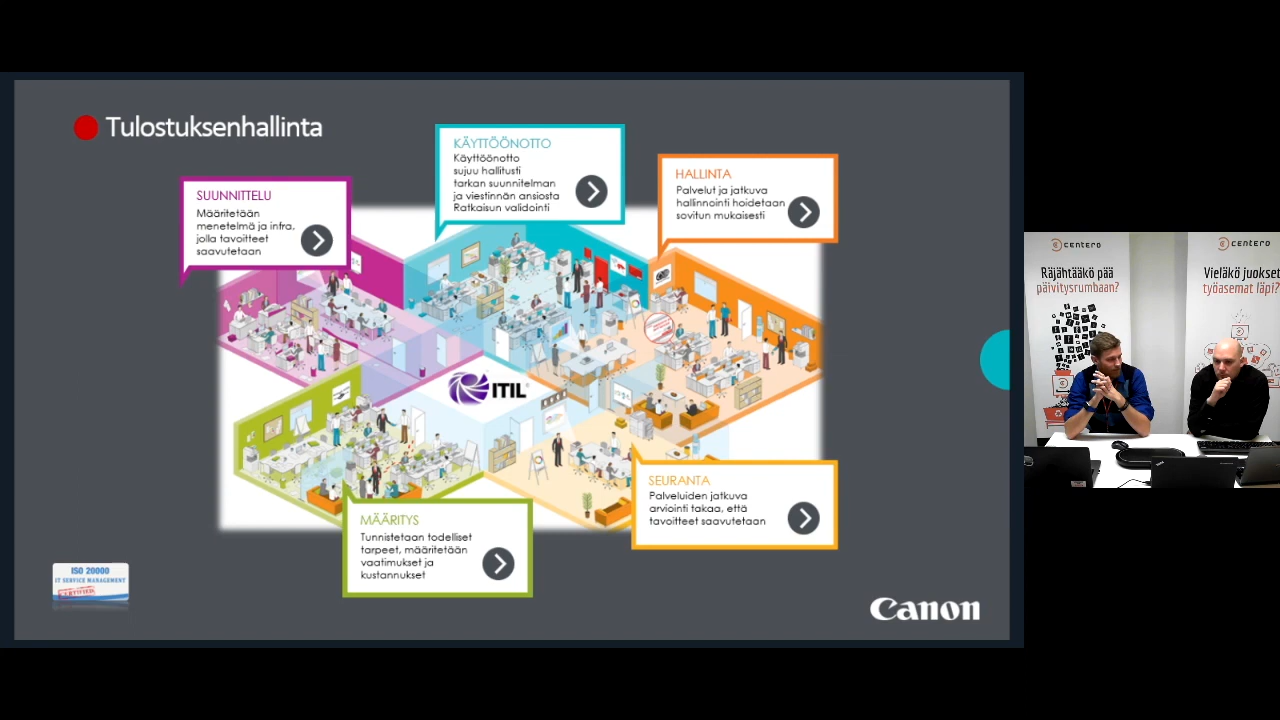 Tulostuksenhallinta
SUUNNITTELU
Määritetään
menetelmä ja infra,
jolla tavoitteet
saavutetaan
KÄYTTÖÖNOTTO
Käyttöönotto
sujuu hallitusti
tarkan suunnitelman
ja viestinnän ansiosta
Ratkaisun validointi
HALLINTA
Palvelut ja jatkuva
hallinnointi hoidetaan
sovitun mukaisesti
ITIL
MÄÄRITYS
Tunnistetaan todelliset
tarpeet, määritetään
vaatimukset ja
kustannukset
SEURANTA
Palveluiden jatkuva
arviointi takaa, että
tavoitteet saavutetaan
ISO 20000
IT SERVICE MANAGEMENT
CERTIFIED
Canon
centero
Räjähtääkö pää
päivitysrumbaan?
centero
Vieläkö juokset
työasemat läpi?